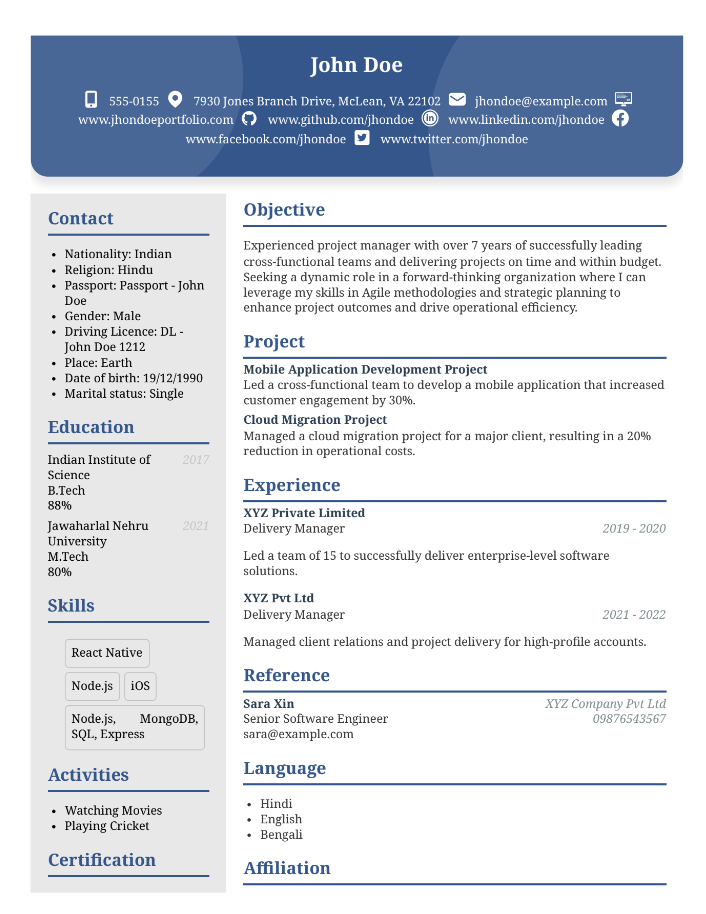 John Doe
555-0155 7930 Jones Branch Drive, McLean, VA 22102 jhondoe@example.com
www.jhondoeportfolio.com www.github.com/jhondoe www.linkedin.com/jhondoe
www.facebook.com/jhondoe www.twitter.com/jhondoe
Contact
Nationality: Indian
Religion: Hindu
Passport: Passport - John
Doe
Gender: Male
Driving Licence: DL -
John Doe 1212
Place: Earth
Date of birth: 19/12/1990
Marital status: Single
Education
Indian Institute of 2017
Science
B.Tech
88%
Jawaharlal Nehru 2021
University
M.Tech
80%
Skills
React Native
Node.js iOS
Node.js, MongoDB,
SQL, Express
Activities
Watching Movies
Playing Cricket
Certification
Objective
Experienced project manager with over 7 years of successfully leading
cross-functional teams and delivering projects on time and within budget.
Seeking a dynamic role in a forward-thinking organization where I can
leverage my skills in Agile methodologies and strategic planning to
enhance project outcomes and drive operational efficiency.
Project
Mobile Application Development Project
Led a cross-functional team to develop a mobile application that increased
customer engagement by 30%.
Cloud Migration Project
Managed a cloud migration project for a major client, resulting in a 20%
reduction in operational costs.
Experience
XYZ Private Limited
Delivery Manager 2019 - 2020
Led a team of 15 to successfully deliver enterprise-level software
solutions.
XYZ Pvt Ltd
Delivery Manager 2021 - 2022
Managed client relations and project delivery for high-profile accounts.
Reference
Sara Xin XYZ Company Pvt Ltd
Senior Software Engineer 09876543567
sara@example.com
Language
Hindi
English
Bengali
Affiliation